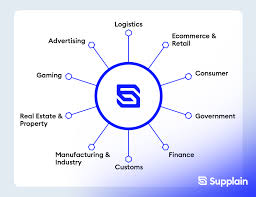 Logistics
Advertising
Ecommerce &
Retail
Gaming
Consumer
Real Estate &
Property
Government
Manufacturing &
Industry
Finance
Customs
Supplain